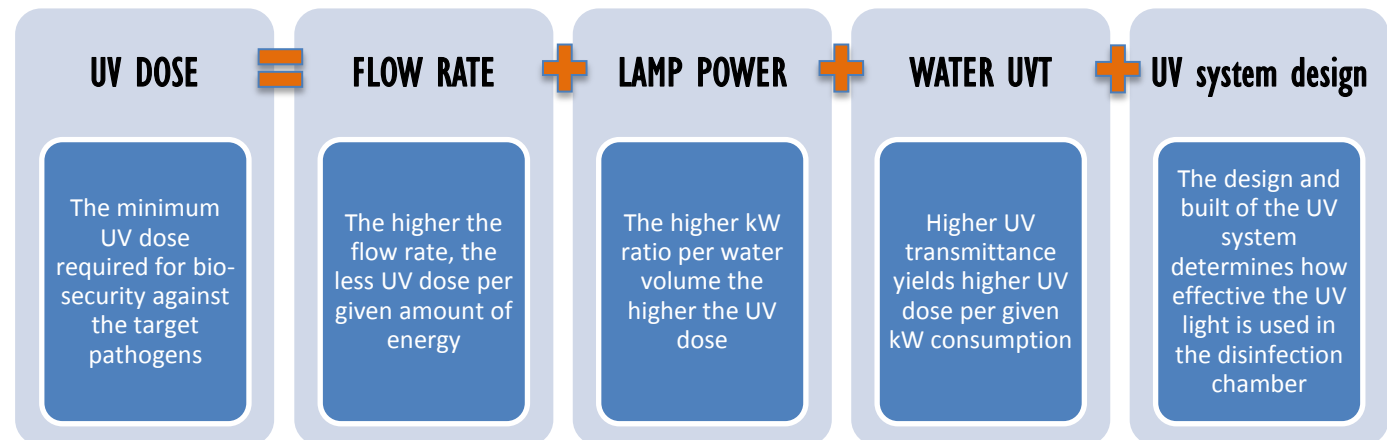 UV DOSE
The minimum
UV dose
required for bio-
security against
the target
pathogens
FLOW RATE
The higher the
flow rate, the
less UV dose per
given amount of
energy
LAMP POWER
The higher kW
ratio per water
volume the
higher the UV
dose
WATER UVT
Higher UV
transmittance
yields higher UV
dose per given
kW consumption
UV system design
The design and
built of the UV
system
determines how
effective the UV
light is used in
the disinfection
chamber